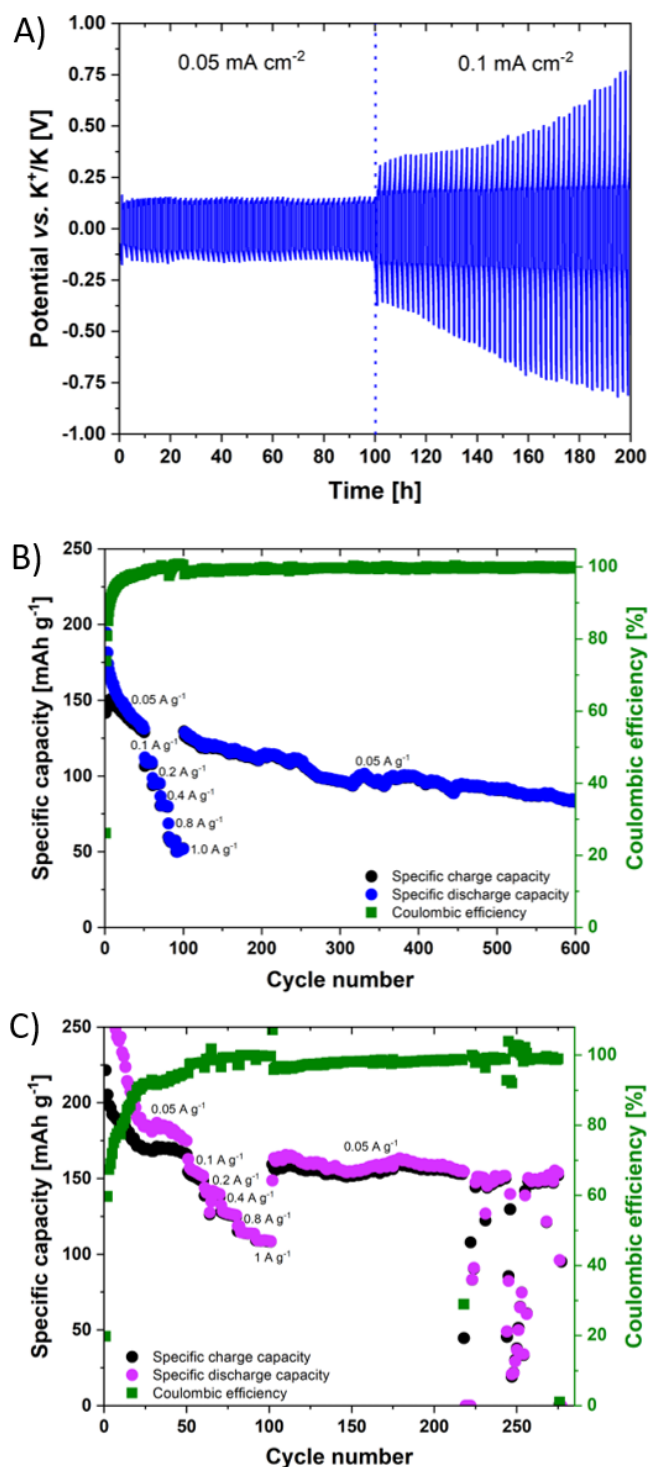 A)
1.00
0.75
0.50
0.25
0.00
-0.25
-0.50
-0.75
-1.00
Potential vs. K⁺/K [V]
0.05 mA cm⁻²
0.1 mA cm⁻²
0 20 40 60 80 100 120 140 160 180 200
Time [h]
B)
250
200
150
100
50
0
Specific capacity [mAh g⁻¹]
0.05 A g⁻¹
0.1 A g⁻¹
0.2 A g⁻¹
0.4 A g⁻¹
0.8 A g⁻¹
1.0 A g⁻¹
0.05 A g⁻¹
Specific charge capacity
Specific discharge capacity
Coulombic efficiency
100
80
60
40
20
0
Coulombic efficiency [%]
0 100 200 300 400 500 600
Cycle number
C)
250
200
150
100
50
0
Specific capacity [mAh g⁻¹]
0.05 A g⁻¹
0.1 A g⁻¹
0.2 A g⁻¹
0.4 A g⁻¹
0.8 A g⁻¹
1 A g⁻¹
0.05 A g⁻¹
Specific charge capacity
Specific discharge capacity
Coulombic efficiency
100
80
60
40
20
0
Coulombic efficiency [%]
0 25 50 75 100 125 150 175 200 225 250
Cycle number